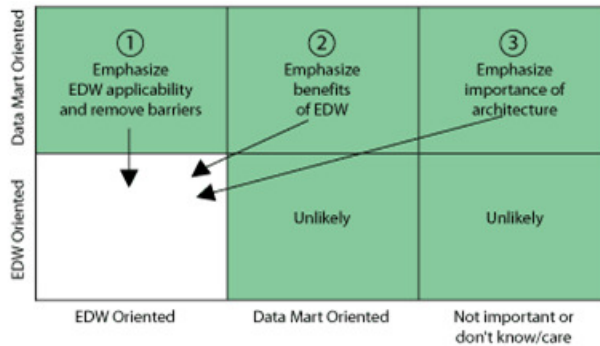 Data Mart Oriented
1
Emphasize
EDW applicability
and remove barriers
2
Emphasize
benefits
of EDW
3
Emphasize
importance of
architecture
EDW Oriented
Unlikely
Unlikely
EDW Oriented
Data Mart Oriented
Not important or
don't know/care